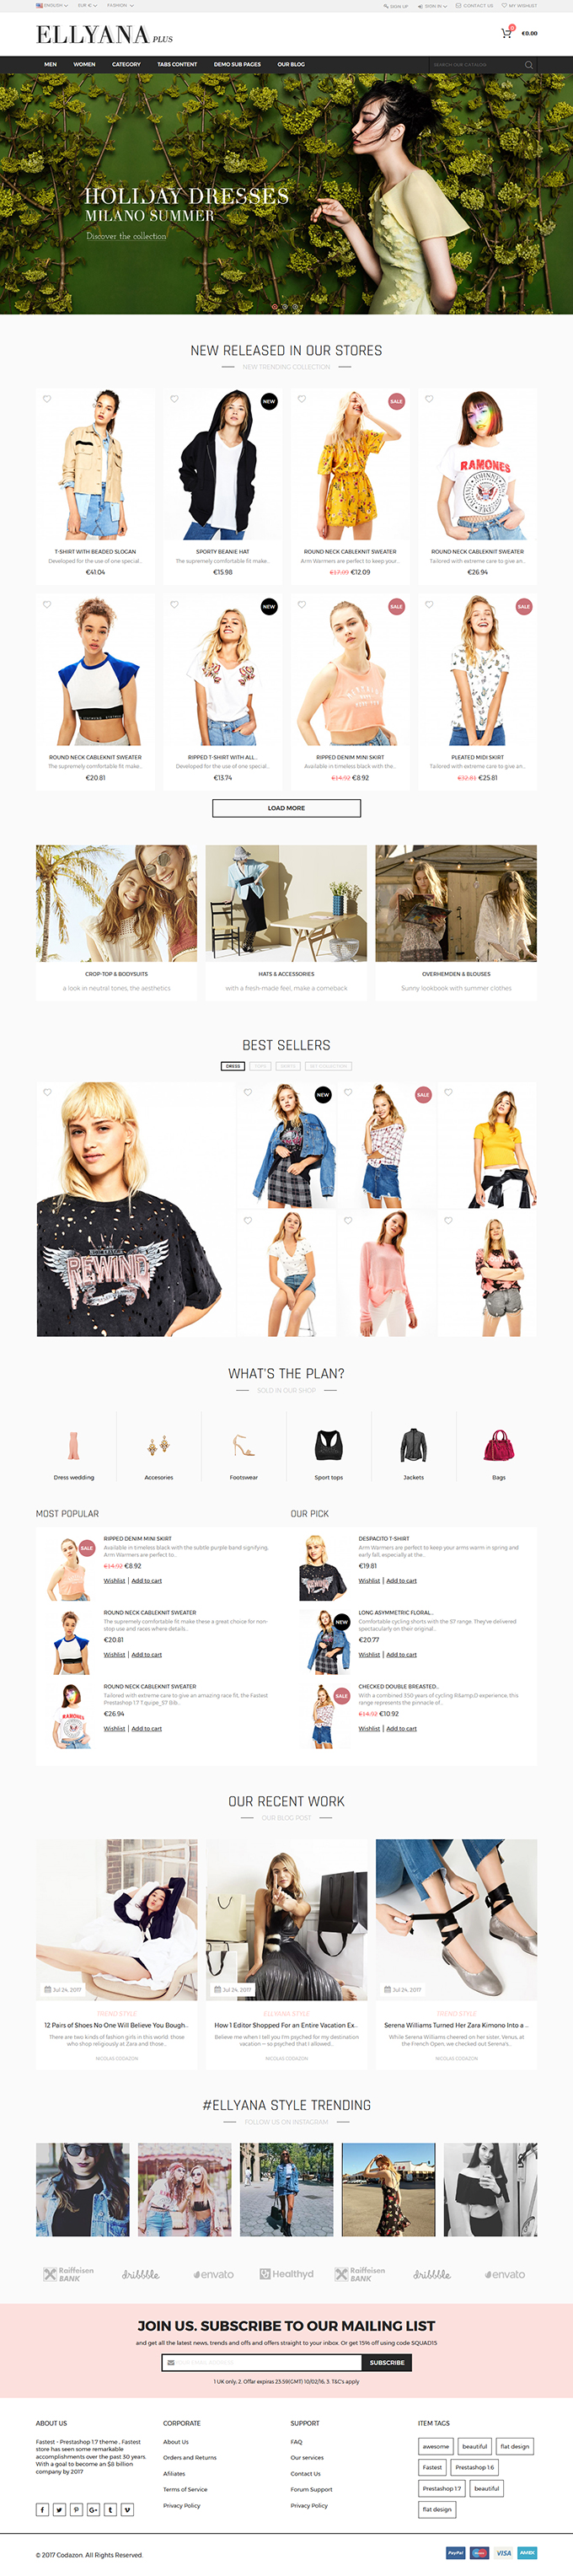 ENGLISH
EUR €
FASHION
SIGN UP
SIGN IN
CONTACT US
MY WISHLIST
ELLYANA PLUS
0
€0.00
MEN
WOMEN
CATEGORY
TABS CONTENT
DEMO SUB PAGES
OUR BLOG
SEARCH OUR CATALOG
HOLIDAY DRESSES
MILANO SUMMER
Discover the collection
NEW RELEASED IN OUR STORES
NEW TRENDING COLLECTION
NEW
SALE
RAMONES
T-SHIRT WITH BEADED SLOGAN
Developed for the use of one special...
€41.04
SPORTY BEANIE HAT
The supremely comfortable fit make...
€15.98
ROUND NECK CABLEKNIT SWEATER
Arm Warmers are perfect to keep your...
€17.09 €12.09
ROUND NECK CABLEKNIT SWEATER
Tailored with extreme care to give an...
€26.94
NEW
SALE
SALE
ROUND NECK CABLEKNIT SWEATER
The supremely comfortable fit make...
€20.81
RIPPED T-SHIRT WITH ALL...
Developed for the use of one special...
€13.74
RIPPED DENIM MINI SKIRT
Available in timeless black with the...
€14.92 €8.92
PLEATED MIDI SKIRT
Tailored with extreme care to give an...
€32.81 €25.81
LOAD MORE
CROP-TOP & BODYSUITS
a look in neutral tones, the aesthetics
HATS & ACCESSORIES
with a fresh-made feel, make a comeback
OVERHEMDEN & BLOUSES
Sunny lookbook with summer clothes
BEST SELLERS
DRESS
TOPS
SKIRTS
SET COLLECTION
NEW
SALE
REWIND
WHAT'S THE PLAN?
SOLD IN OUR SHOP
Dress wedding
Accesories
Footwear
Sport tops
Jackets
Bags
MOST POPULAR
SALE
RIPPED DENIM MINI SKIRT
Available in timeless black with the subtle purple band signifying.
Arm Warmers are perfect to...
€14.92 €8.92
Wishlist | Add to cart
ROUND NECK CABLEKNIT SWEATER
The supremely comfortable fit make these a great choice for non-
stop use and races where details...
€20.81
Wishlist | Add to cart
ROUND NECK CABLEKNIT SWEATER
Tailored with extreme care to give an amazing race fit, the Fastest
Prestashop 1.7 T.quipe_S7 Bib...
€26.94
Wishlist | Add to cart
OUR PICK
DESPACITO T-SHIRT
Arm Warmers are perfect to keep your arms warm in spring and
early fall, especially at the...
€19.81
Wishlist | Add to cart
NEW
LONG ASYMMETRIC FLORAL...
Comfortable cycling shorts with the S7 range. They've delivered
spectacularly on their original...
€20.77
Wishlist | Add to cart
SALE
CHECKED DOUBLE BREASTED...
With a combined 350 years of cycling R&amp;D experience, this
range represents the pinnacle of...
€14.92 €10.92
Wishlist | Add to cart
OUR RECENT WORK
OUR BLOG POST
Jul 24, 2017
Jul 24, 2017
Jul 24, 2017
TREND STYLE
12 Pairs of Shoes No One Will Believe You Bough...
There are two kinds of fashion girls in this world: those
who shop religiously at Zara and those...
NICOLAS CODAZON
ELLYANA STYLE
How 1 Editor Shopped For an Entire Vacation Ex...
Believe me when I tell you I'm psyched for my destination
vacation — so psyched that I allowed...
NICOLAS CODAZON
TREND STYLE
Serena Williams Turned Her Zara Kimono Into a ...
While Serena Williams cheered on her sister, Venus, at
the French Open, we checked out Serena's...
NICOLAS CODAZON
#ELLYANA STYLE TRENDING
FOLLOW US ON INSTAGRAM
Raiffeisen BANK
dribbble
envato
Healthyd
Raiffeisen BANK
dribbble
envato
JOIN US. SUBSCRIBE TO OUR MAILING LIST
and get all the latest news, trends and offs and offers straight to your inbox. Or get 15% off using code SQUAD15
SUBSCRIBE
1 UK only, 2. Offar expiras 23:59(GMT) 10/02/16, 3. T&C's apply
ABOUT US
Fastest - Prestashop 1.7 theme , Fastest
store has seen some remarkable
accomplishments over the past 30 years.
With a goal to become an $8 billion
company by 2017
CORPORATE
About Us
Orders and Returns
Afiliates
Terms of Service
Privacy Policy
SUPPORT
FAQ
Our services
Contact Us
Forum Support
Privacy Policy
ITEM TAGS
awesome
beautiful
flat design
Fastest
Prestashop 1.6
Prestashop 1.7
beautiful
flat design
© 2017 Codazon. All Rights Reserved.
PayPal
VISA
AMEX